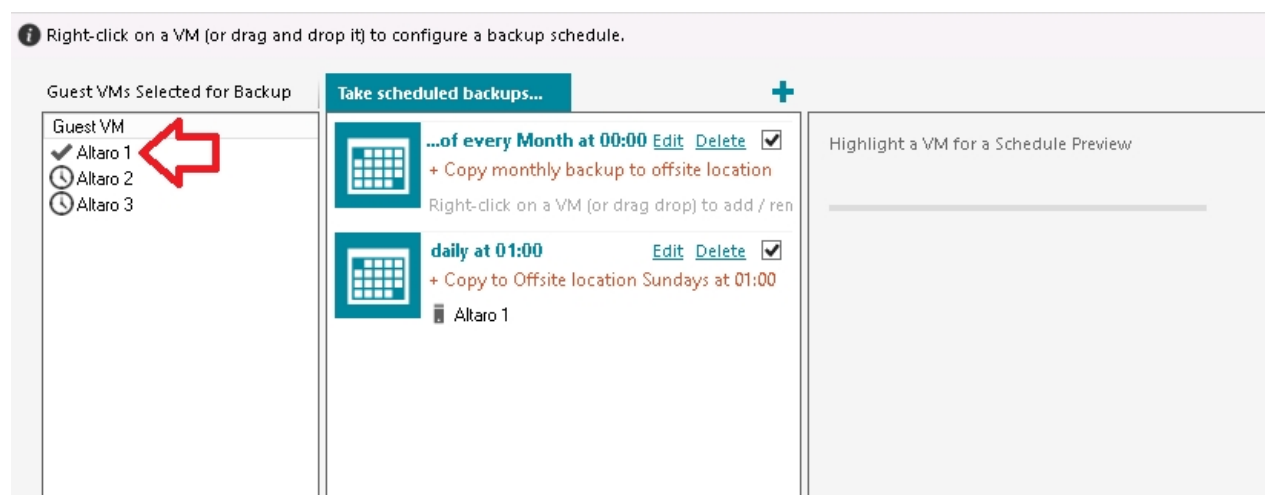 Right-click on a VM (or drag and drop it) to configure a backup schedule.
Guest VMs Selected for Backup
Take scheduled backups...
Guest VM
Altaro 1
Altaro 2
Altaro 3
...of every Month at 00:00 Edit Delete
+ Copy monthly backup to offsite location
Right-click on a VM (or drag drop) to add / ren
daily at 01:00 Edit Delete
+ Copy to Offsite location Sundays at 01:00
Altaro 1
Highlight a VM for a Schedule Preview